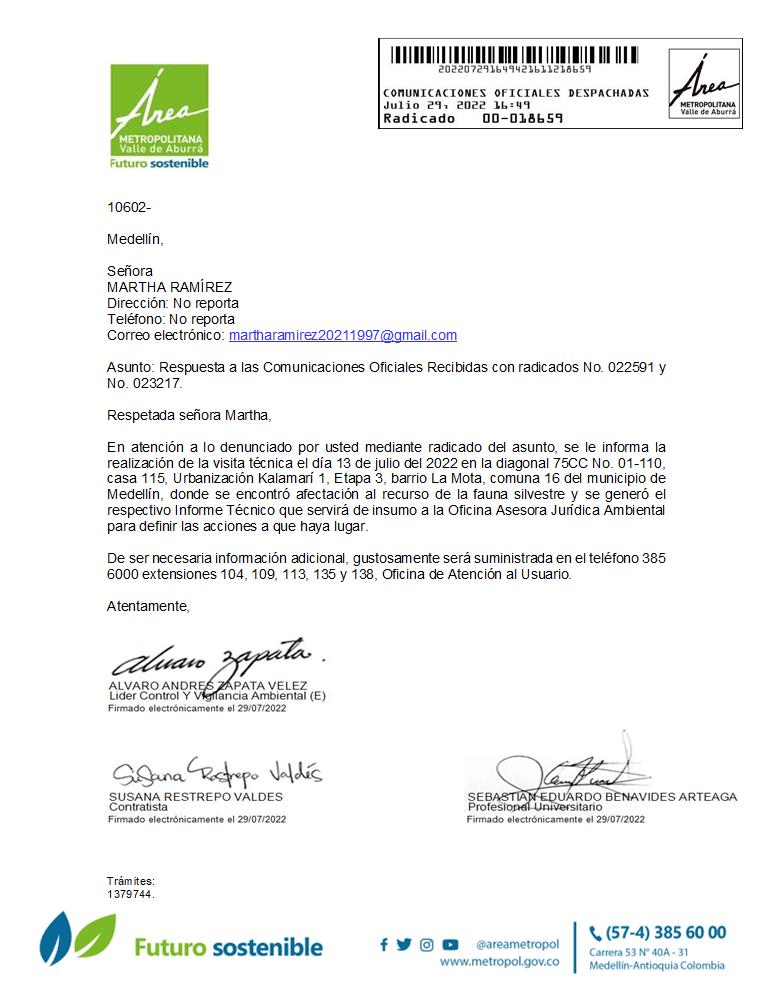 20220729164942161121 8659
COMUNICACIONES OFICIALES DESPACHADAS
Julio 29, 2022 16:49
Radicado 00-018659
Área
METROPOLITANA
Valle de Aburrá
Área
METROPOLITANA
Valle de Aburrá
Futuro sostenible
10602-
Medellín,
Señora
MARTHA RAMÍREZ
Dirección: No reporta
Teléfono: No reporta
Correo electrónico: martharamirez20211997@gmail.com
Asunto: Respuesta a las Comunicaciones Oficiales Recibidas con radicados No. 022591 y
No. 023217.
Respetada señora Martha,
En atención a lo denunciado por usted mediante radicado del asunto, se le informa la
realización de la visita técnica el día 13 de julio del 2022 en la diagonal 75CC No. 01-110,
casa 115, Urbanización Kalamarí 1, Etapa 3, barrio La Mota, comuna 16 del municipio de
Medellín, donde se encontró afectación al recurso de la fauna silvestre y se generó el
respectivo Informe Técnico que servirá de insumo a la Oficina Asesora Jurídica Ambiental
para definir las acciones a que haya lugar.
De ser necesaria información adicional, gustosamente será suministrada en el teléfono 385
6000 extensiones 104, 109, 113, 135 y 138, Oficina de Atención al Usuario.
Atentamente,
Alvaro Zapata.
ALVARO ANDRES ZAPATA VELEZ
Lider Control Y Vigilancia Ambiental (E)
Firmado electrónicamente el 29/07/2022
Susana Restrepo Valdés
SUSANA RESTREPO VALDES
Contratista
Firmado electrónicamente el 29/07/2022
SEBASTIAN EDUARDO BENAVIDES ARTEAGA
Profesional Universitario
Firmado electrónicamente el 29/07/2022
Trámites:
1379744.
Futuro sostenible
@areametropol
www.metropol.gov.co
(57-4) 385 60 00
Carrera 53 N° 40A - 31
Medellín-Antioquia Colombia